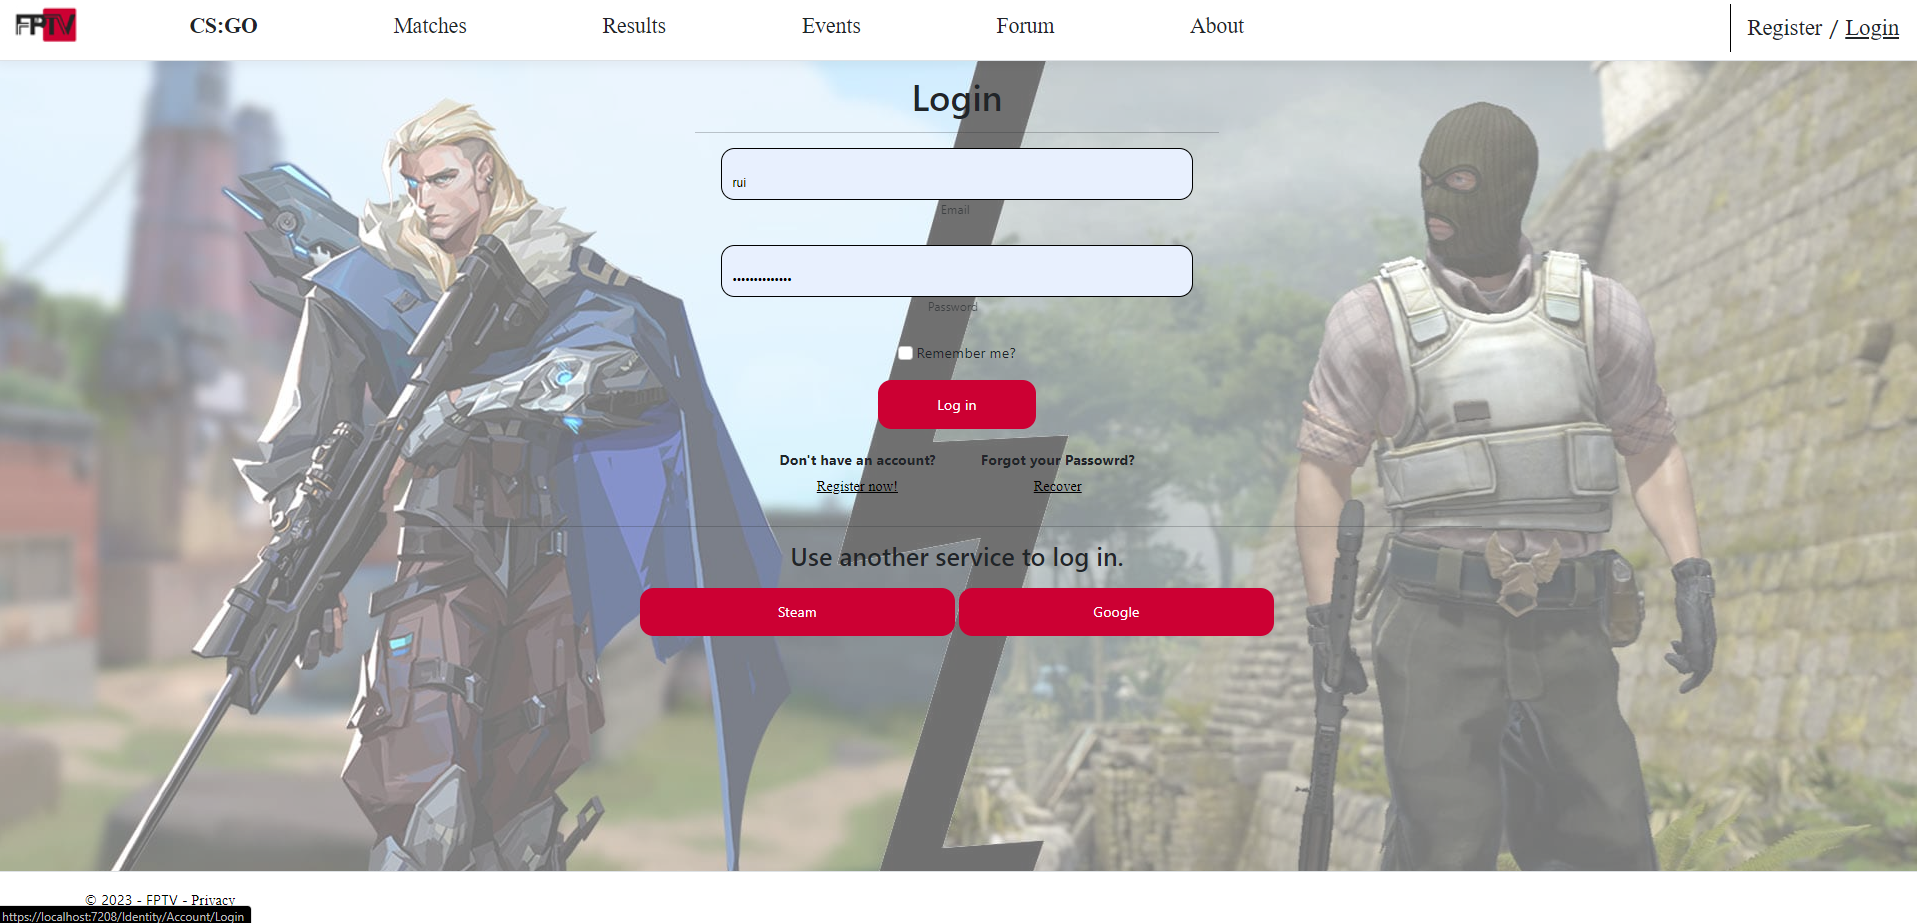 FPTV CS:GO Matches Results Events Forum About Register / Login
Login
rui
Email
••••••••••••••
Password
Remember me?
Log in
Don't have an account? Forgot your Passowrd?
Register now! Recover
Use another service to log in.
Steam Google
© 2023 - FPTV - Privacy
https://localhost:7208/Identity/Account/Login